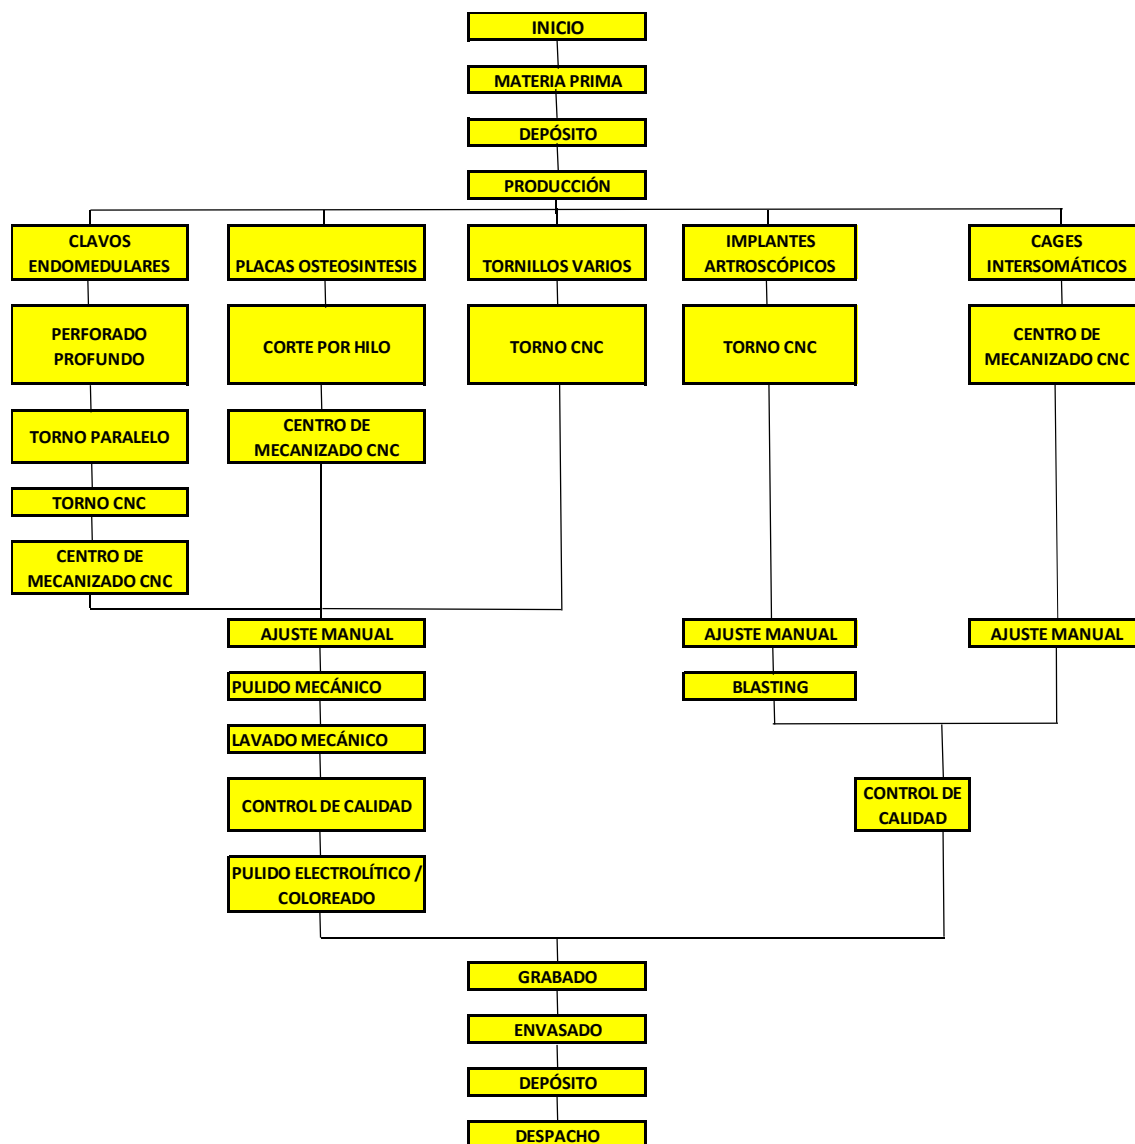 INICIO
MATERIA PRIMA
DEPÓSITO
PRODUCCIÓN
CLAVOS
ENDOMEDULARES
PLACAS OSTEOSINTESIS
TORNILLOS VARIOS
IMPLANTES
ARTROSCÓPICOS
CAGES
INTERSOMÁTICOS
PERFORADO
PROFUNDO
CORTE POR HILO
TORNO CNC
TORNO CNC
CENTRO DE
MECANIZADO CNC
TORNO PARALELO
CENTRO DE
MECANIZADO CNC
TORNO CNC
CENTRO DE
MECANIZADO CNC
AJUSTE MANUAL
AJUSTE MANUAL
AJUSTE MANUAL
PULIDO MECÁNICO
BLASTING
LAVADO MECÁNICO
CONTROL DE CALIDAD
CONTROL DE
CALIDAD
PULIDO ELECTROLÍTICO /
COLOREADO
GRABADO
ENVASADO
DEPÓSITO
DESPACHO